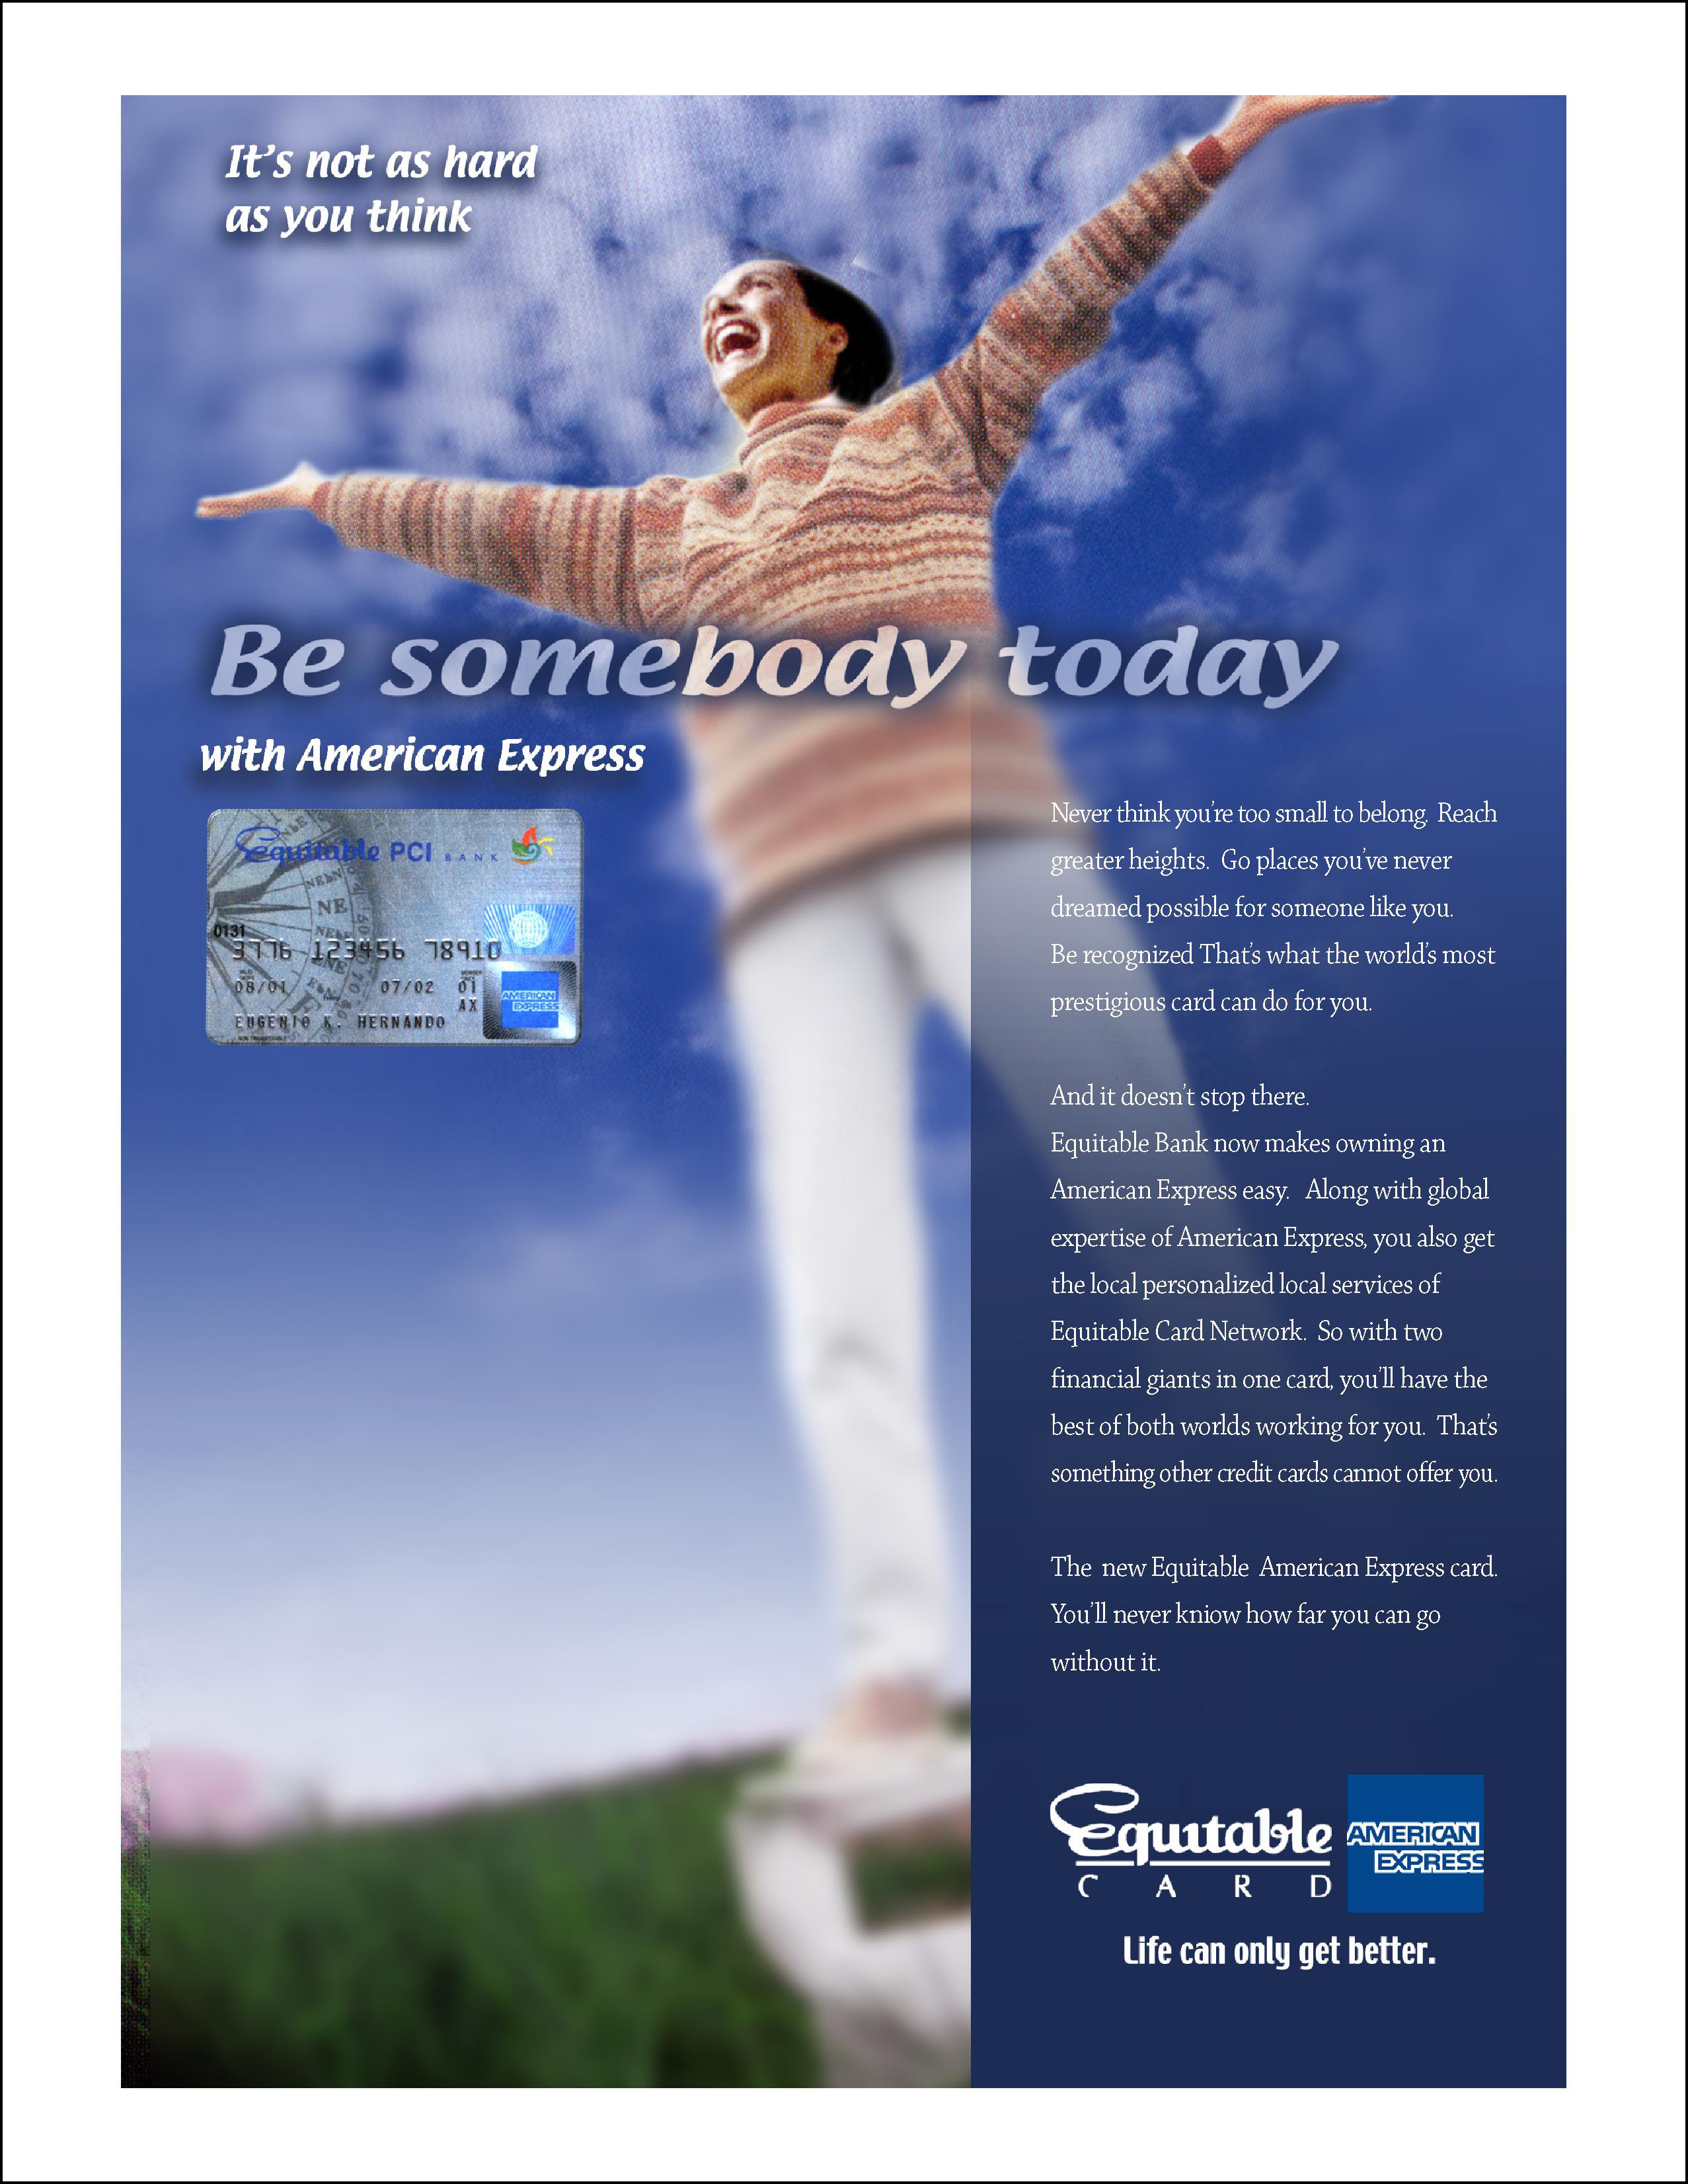 It's not as hard
as you think
Be somebody today
with American Express
Equitable PCI BANK
NE
0131
3776 123456 78910
08/01 07/02 01
AX
EUGENIO K. HERNANDO
AMERICAN
EXPRESS
Never think you're too small to belong. Reach
greater heights. Go places you've never
dreamed possible for someone like you.
Be recognized That's what the world's most
prestigious card can do for you.
And it doesn't stop there.
Equitable Bank now makes owning an
American Express easy. Along with global
expertise of American Express, you also get
the local personalized local services of
Equitable Card Network. So with two
financial giants in one card, you'll have the
best of both worlds working for you. That's
something other credit cards cannot offer you.
The new Equitable American Express card.
You'll never kniow how far you can go
without it.
Equitable
CARD
AMERICAN
EXPRESS
Life can only get better.